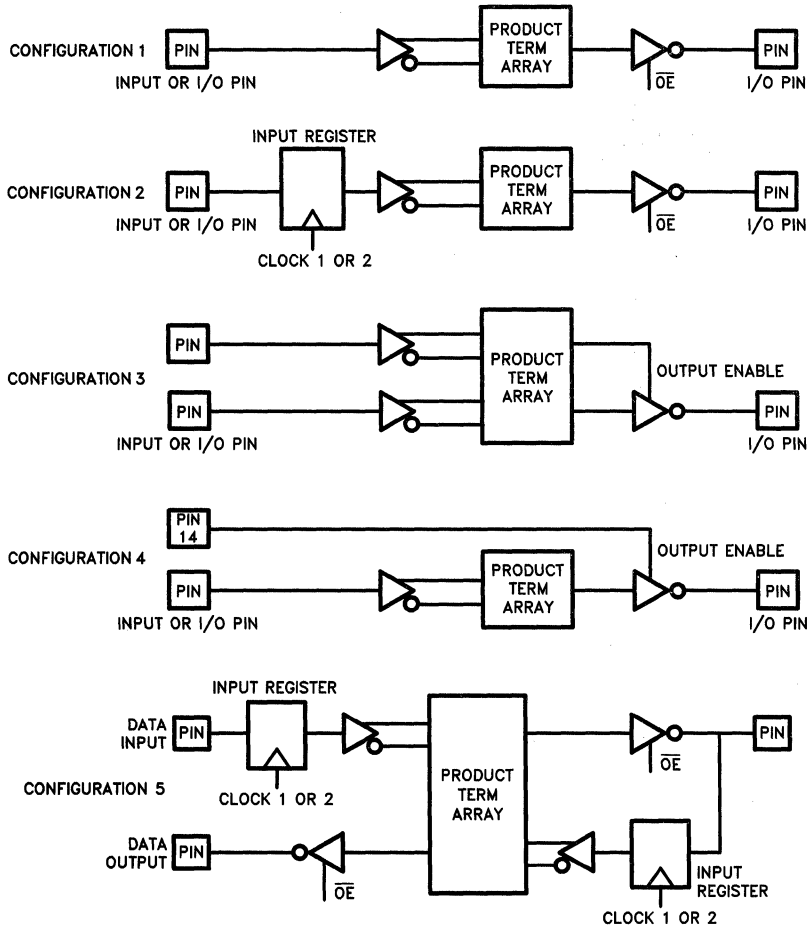 CONFIGURATION 1
PIN
INPUT OR I/O PIN
PRODUCT
TERM
ARRAY
OE
PIN
I/O PIN
CONFIGURATION 2
PIN
INPUT OR I/O PIN
INPUT REGISTER
CLOCK 1 OR 2
PRODUCT
TERM
ARRAY
OE
PIN
I/O PIN
CONFIGURATION 3
PIN
PIN
INPUT OR I/O PIN
PRODUCT
TERM
ARRAY
OUTPUT ENABLE
PIN
I/O PIN
CONFIGURATION 4
PIN
14
PIN
INPUT OR I/O PIN
PRODUCT
TERM
ARRAY
OUTPUT ENABLE
PIN
I/O PIN
CONFIGURATION 5
DATA
INPUT
PIN
INPUT REGISTER
CLOCK 1 OR 2
PRODUCT
TERM
ARRAY
OE
PIN
DATA
OUTPUT
PIN
OE
INPUT
REGISTER
CLOCK 1 OR 2